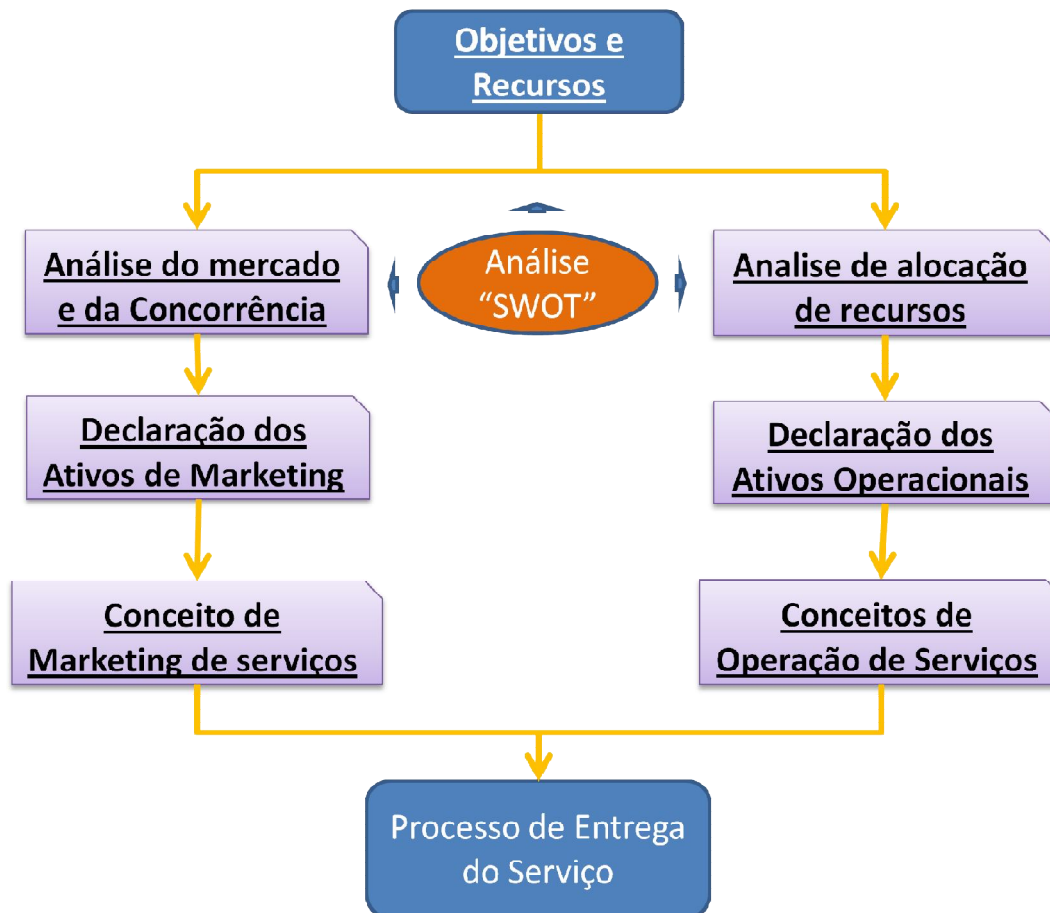 Objetivos e
Recursos
Análise do mercado
e da Concorrência
Análise
“SWOT”
Analise de alocação
de recursos
Declaração dos
Ativos de Marketing
Declaração dos
Ativos Operacionais
Conceito de
Marketing de serviços
Conceitos de
Operação de Serviços
Processo de Entrega
do Serviço